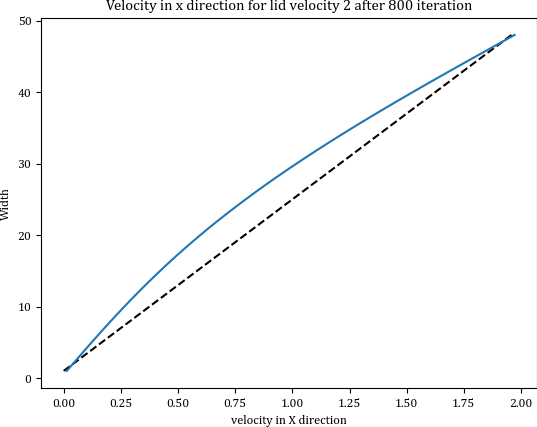 Velocity in x direction for lid velocity 2 after 800 iteration
50
40
30
20
10
0
Width
0.00 0.25 0.50 0.75 1.00 1.25 1.50 1.75 2.00
velocity in X direction